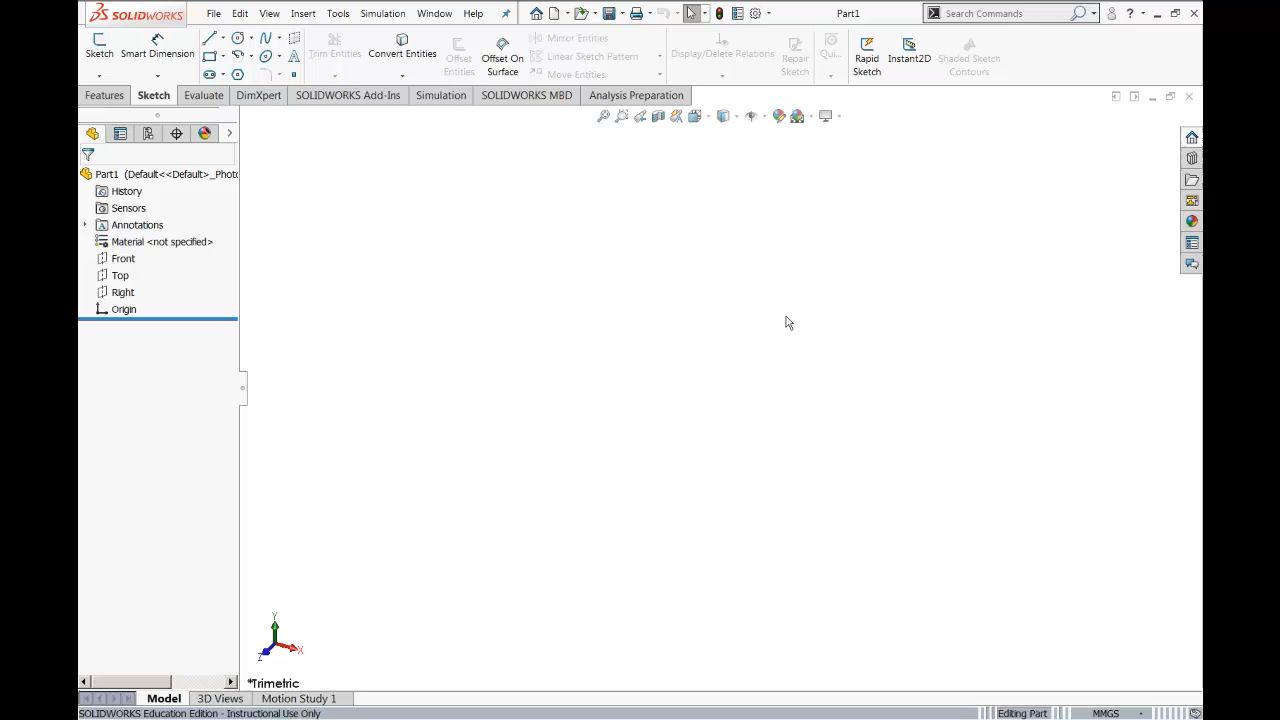 SOLIDWORKS
File Edit View Insert Tools Simulation Window Help
Part1
Search Commands
Sketch
Smart Dimension
Trim Entities
Convert Entities
Offset Entities
Offset On Surface
Mirror Entities
Linear Sketch Pattern
Move Entities
Display/Delete Relations
Repair Sketch
Qui...
Rapid Sketch
Instant2D
Shaded Sketch Contours
Features Sketch Evaluate DimXpert SOLIDWORKS Add-Ins Simulation SOLIDWORKS MBD Analysis Preparation
Part1 (Default<<Default>_Phot
History
Sensors
Annotations
Material <not specified>
Front
Top
Right
Origin
Y
X
Z
*Trimetric
Model 3D Views Motion Study 1
SOLIDWORKS Education Edition - Instructional Use Only
Editing Part
MMGS